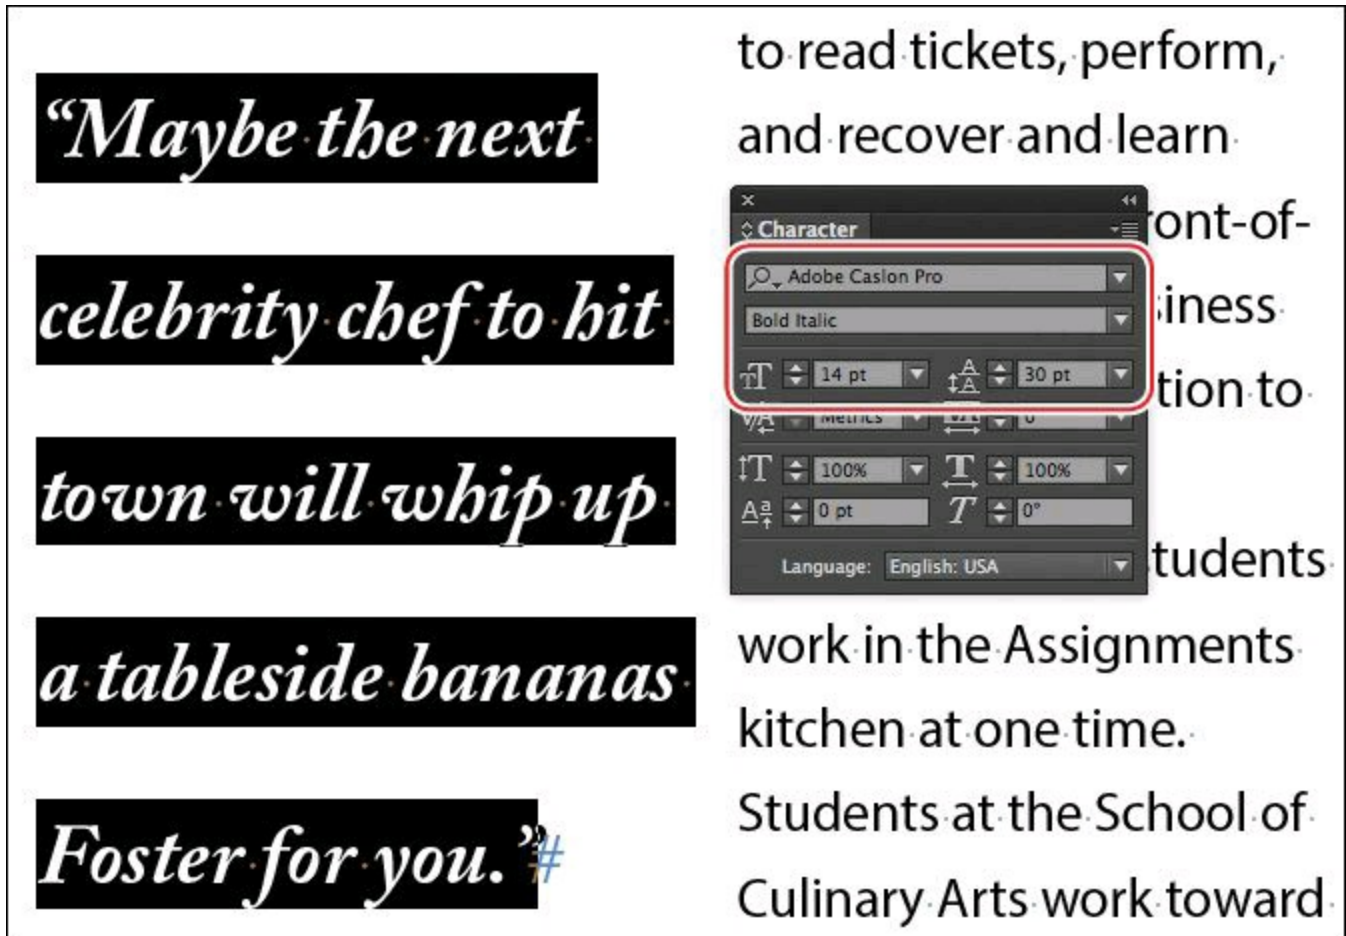 “Maybe the next
celebrity chef to hit
town will whip up
a tableside bananas
Foster for you.”#
to read tickets, perform,
and recover and learn
ront-of-
siness
tion to
tudents
work in the Assignments
kitchen at one time.
Students at the School of
Culinary Arts work toward
Character
Adobe Caslon Pro
Bold Italic
14 pt 30 pt
Metrics 0
100% 100%
0 pt 0°
Language: English: USA